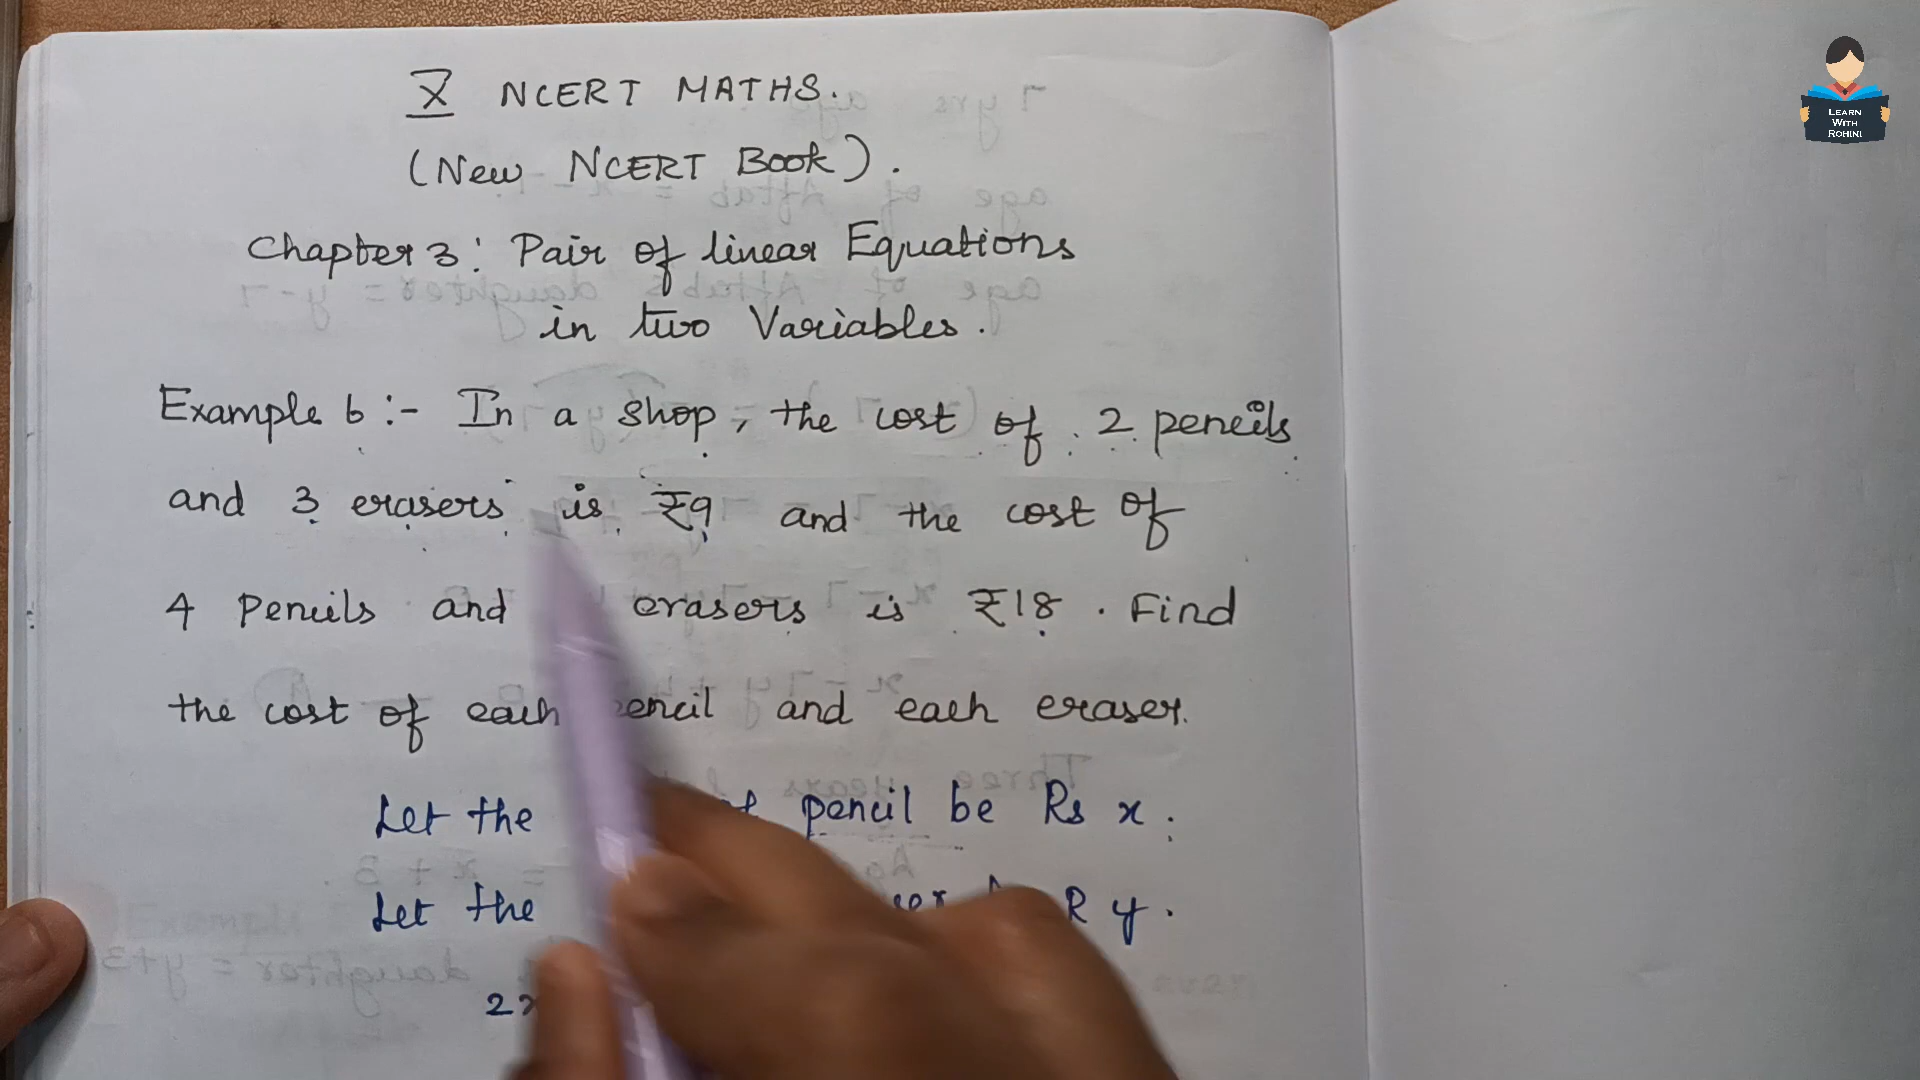 X NCERT MATHS.
(New NCERT Book).
Chapter 3: Pair of linear Equations
in two Variables.
Example 6:- In a shop, the cost of 2 pencils
and 3 erasers is ₹9 and the cost of
4 Pencils and erasers is ₹18. Find
the cost of each pencil and each eraser.
Let the pencil be Rs x.
Let the R y.
2x
LEARN
WITH
ROHINI